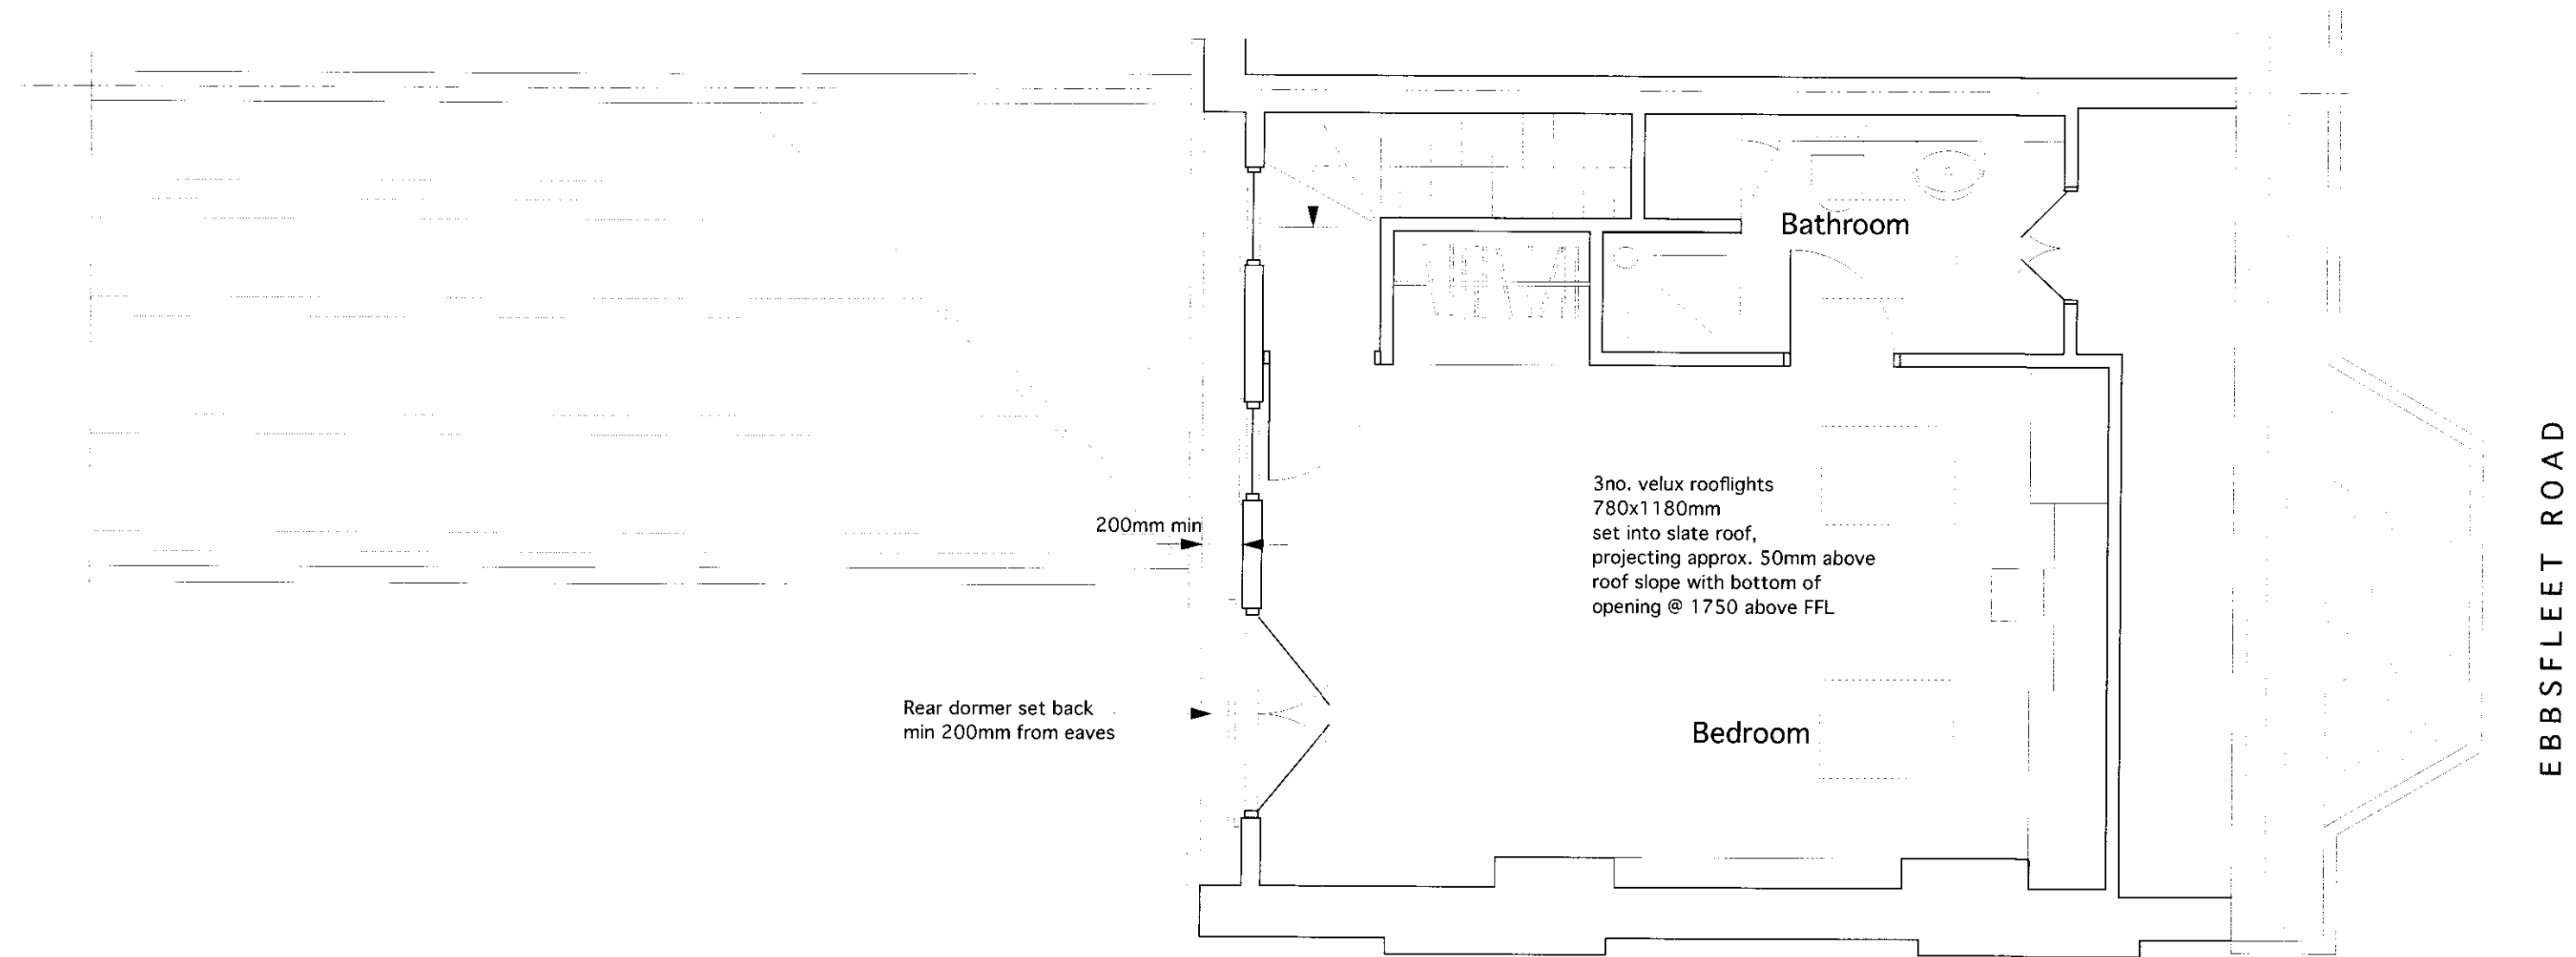 Bathroom
3no. velux rooflights
780x1180mm
set into slate roof,
projecting approx. 50mm above
roof slope with bottom of
opening @ 1750 above FFL
200mm min
Rear dormer set back
min 200mm from eaves
Bedroom
EBBSFLEET ROAD